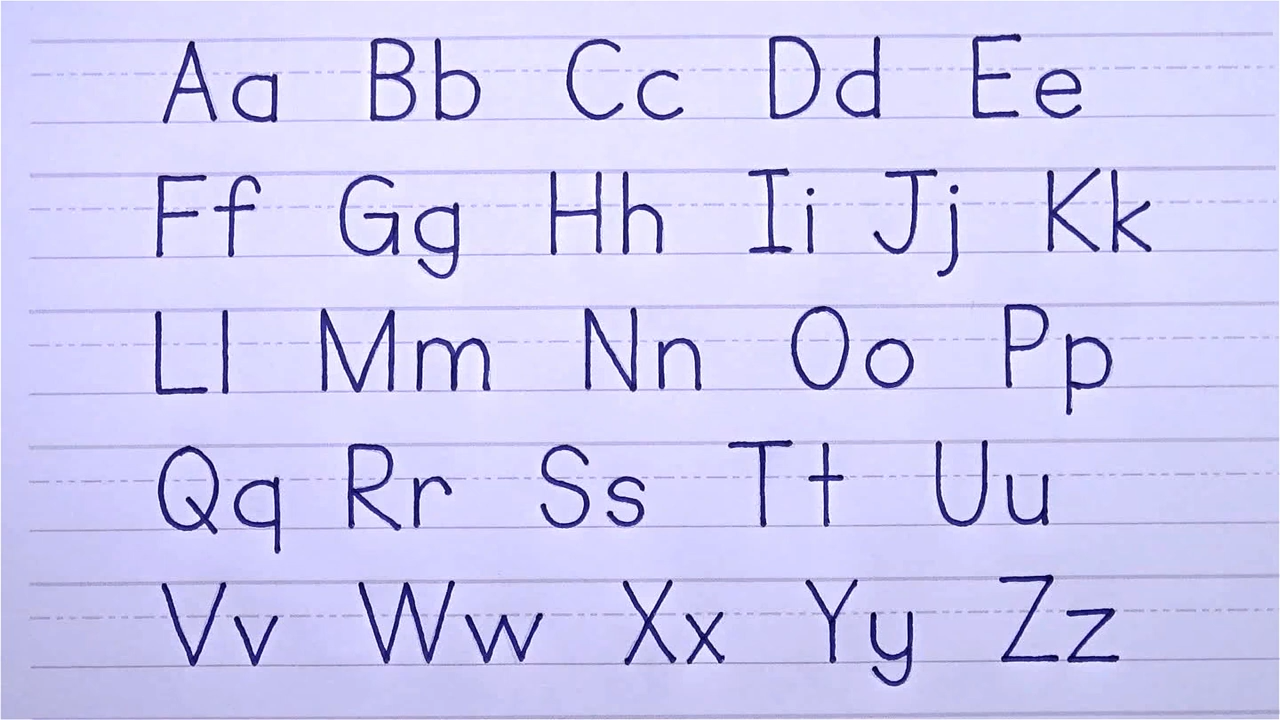 Aa Bb Cc Dd Ee
Ff Gg Hh Ii Jj Kk
Ll Mm Nn Oo Pp
Qq Rr Ss Tt Uu
Vv Ww Xx Yy Zz